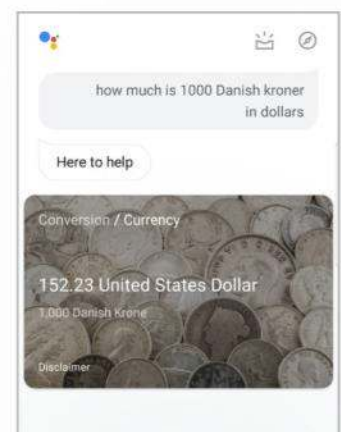 how much is 1000 Danish kroner
in dollars
Here to help
Conversion / Currency
152.23 United States Dollar
1,000 Danish Krone
Disclaimer